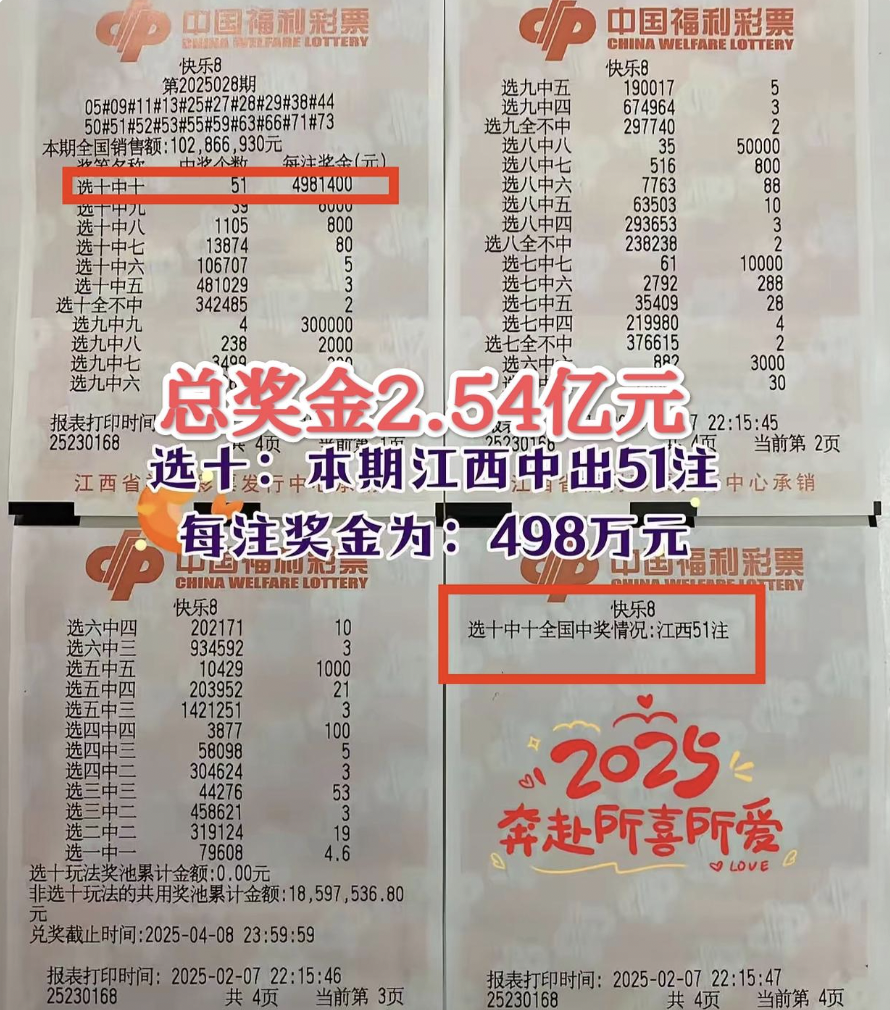 中国福利彩票
CHINA WELFARE LOTTERY
快乐8
第2025028期
05#09#11#13#25#27#28#29#38#44
50#51#52#53#55#59#63#66#71#73
本期全国销售额:102,866,930元
奖等名称 中奖个数 每注奖金(元)
选十中十 51 4981400
选十中九 39 8000
选十中八 1105 800
选十中七 13874 80
选十中六 106707 5
选十中五 481029 3
选十全不中 342485 2
选九中九 4 300000
选九中八 238 2000
选九中七 3499
选九中六
报表打印时间
25230168 共 4页 当前第 1页
江西省 发行中心承销
中国福利彩票
CHINA WELFARE LOTTERY
快乐8
选九中五 190017 5
选九中四 674964 3
选九全不中 297740 2
选八中八 35 50000
选八中七 516 800
选八中六 7763 88
选八中五 63503 10
选八中四 293653 3
选八全不中 238238 2
选七中七 61 10000
选七中六 2792 288
选七中五 35409 28
选七中四 219980 4
选七全不中 376615 2
选六中六 882 3000
30
7 22:15:45
25230168 共 4页 当前第 2页
江西省 中心承销
总奖金2.54亿元
选十：本期江西中出51注
每注奖金为：498万元
中国福利彩票
CHINA WELFARE LOTTERY
快乐8
选六中四 202171 10
选六中三 934592 3
选五中五 10429 1000
选五中四 203952 21
选五中三 1421251 3
选四中四 3877 100
选四中三 58098 5
选四中二 304624 3
选三中三 44276 53
选三中二 458621 3
选二中二 319124 19
选一中一 79608 4.6
选十玩法奖池累计金额:0.00元
非选十玩法的共用奖池累计金额:18,597,536.80
元
兑奖截止时间:2025-04-08 23:59:59
报表打印时间: 2025-02-07 22:15:46
25230168 共 4页 当前第 3页
中国福利彩票
CHINA WELFARE LOTTERY
快乐8
选十中十全国中奖情况:江西51注
2025
奔赴所喜所爱
LOVE
报表打印时间: 2025-02-07 22:15:47
25230168 共 4页 当前第 4页